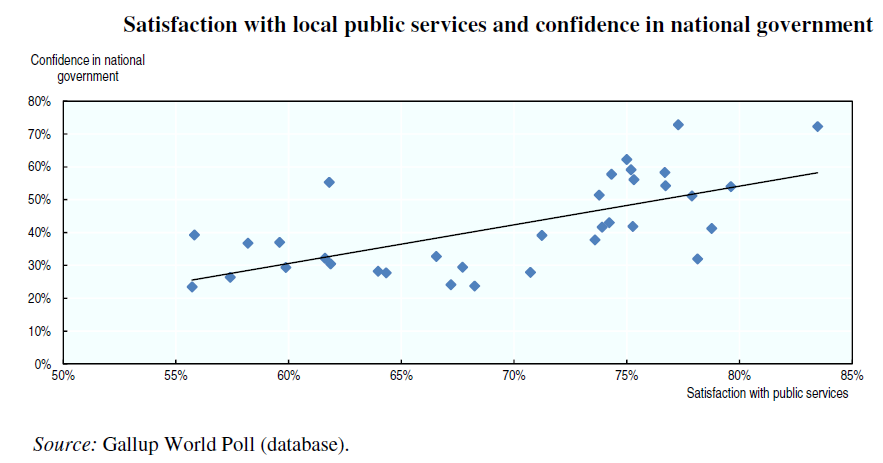 Satisfaction with local public services and confidence in national government
Confidence in national
government
80%
70%
60%
50%
40%
30%
20%
10%
0%
50% 55% 60% 65% 70% 75% 80% 85%
Satisfaction with public services
Source: Gallup World Poll (database).